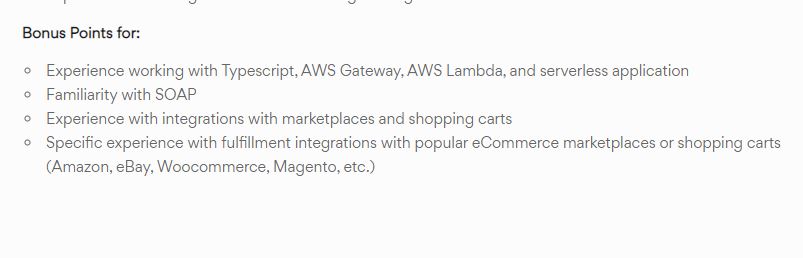 Bonus Points for:
Experience working with Typescript, AWS Gateway, AWS Lambda, and serverless application
Familiarity with SOAP
Experience with integrations with marketplaces and shopping carts
Specific experience with fulfillment integrations with popular eCommerce marketplaces or shopping carts
(Amazon, eBay, Woocommerce, Magento, etc.)